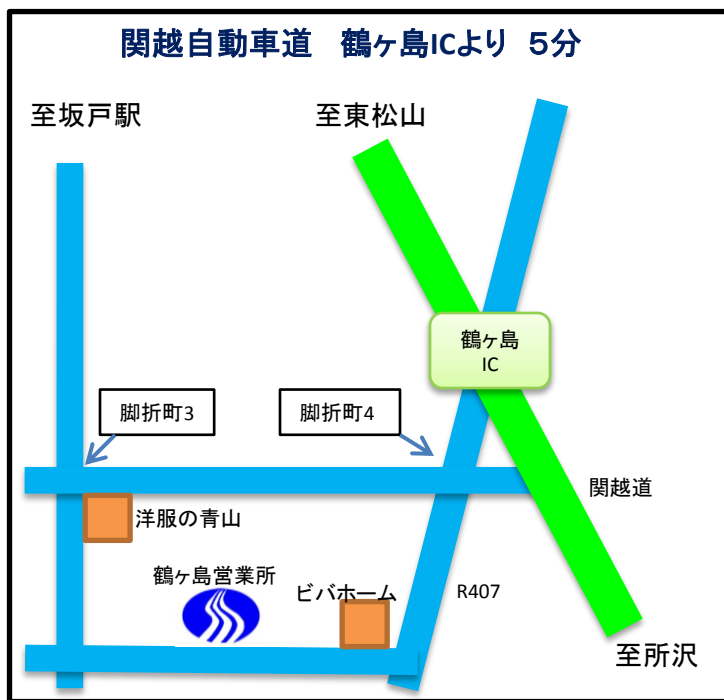 関越自動車道　鶴ヶ島ICより ５分
至坂戸駅
至東松山
鶴ヶ島
IC
脚折町3
脚折町4
関越道
洋服の青山
鶴ヶ島営業所
ビバホーム
R407
至所沢